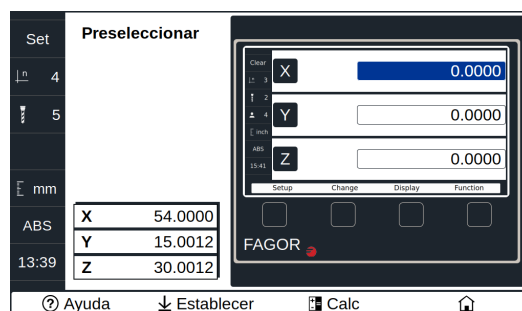 Set
Preseleccionar
4
5
mm
ABS
13:39
X 54.0000
Y 15.0012
Z 30.0012
Clear
3
2
4
inch
ABS
15:41
X 0.0000
Y 0.0000
Z 0.0000
Setup Change Display Function
FAGOR
Ayuda Establecer Calc